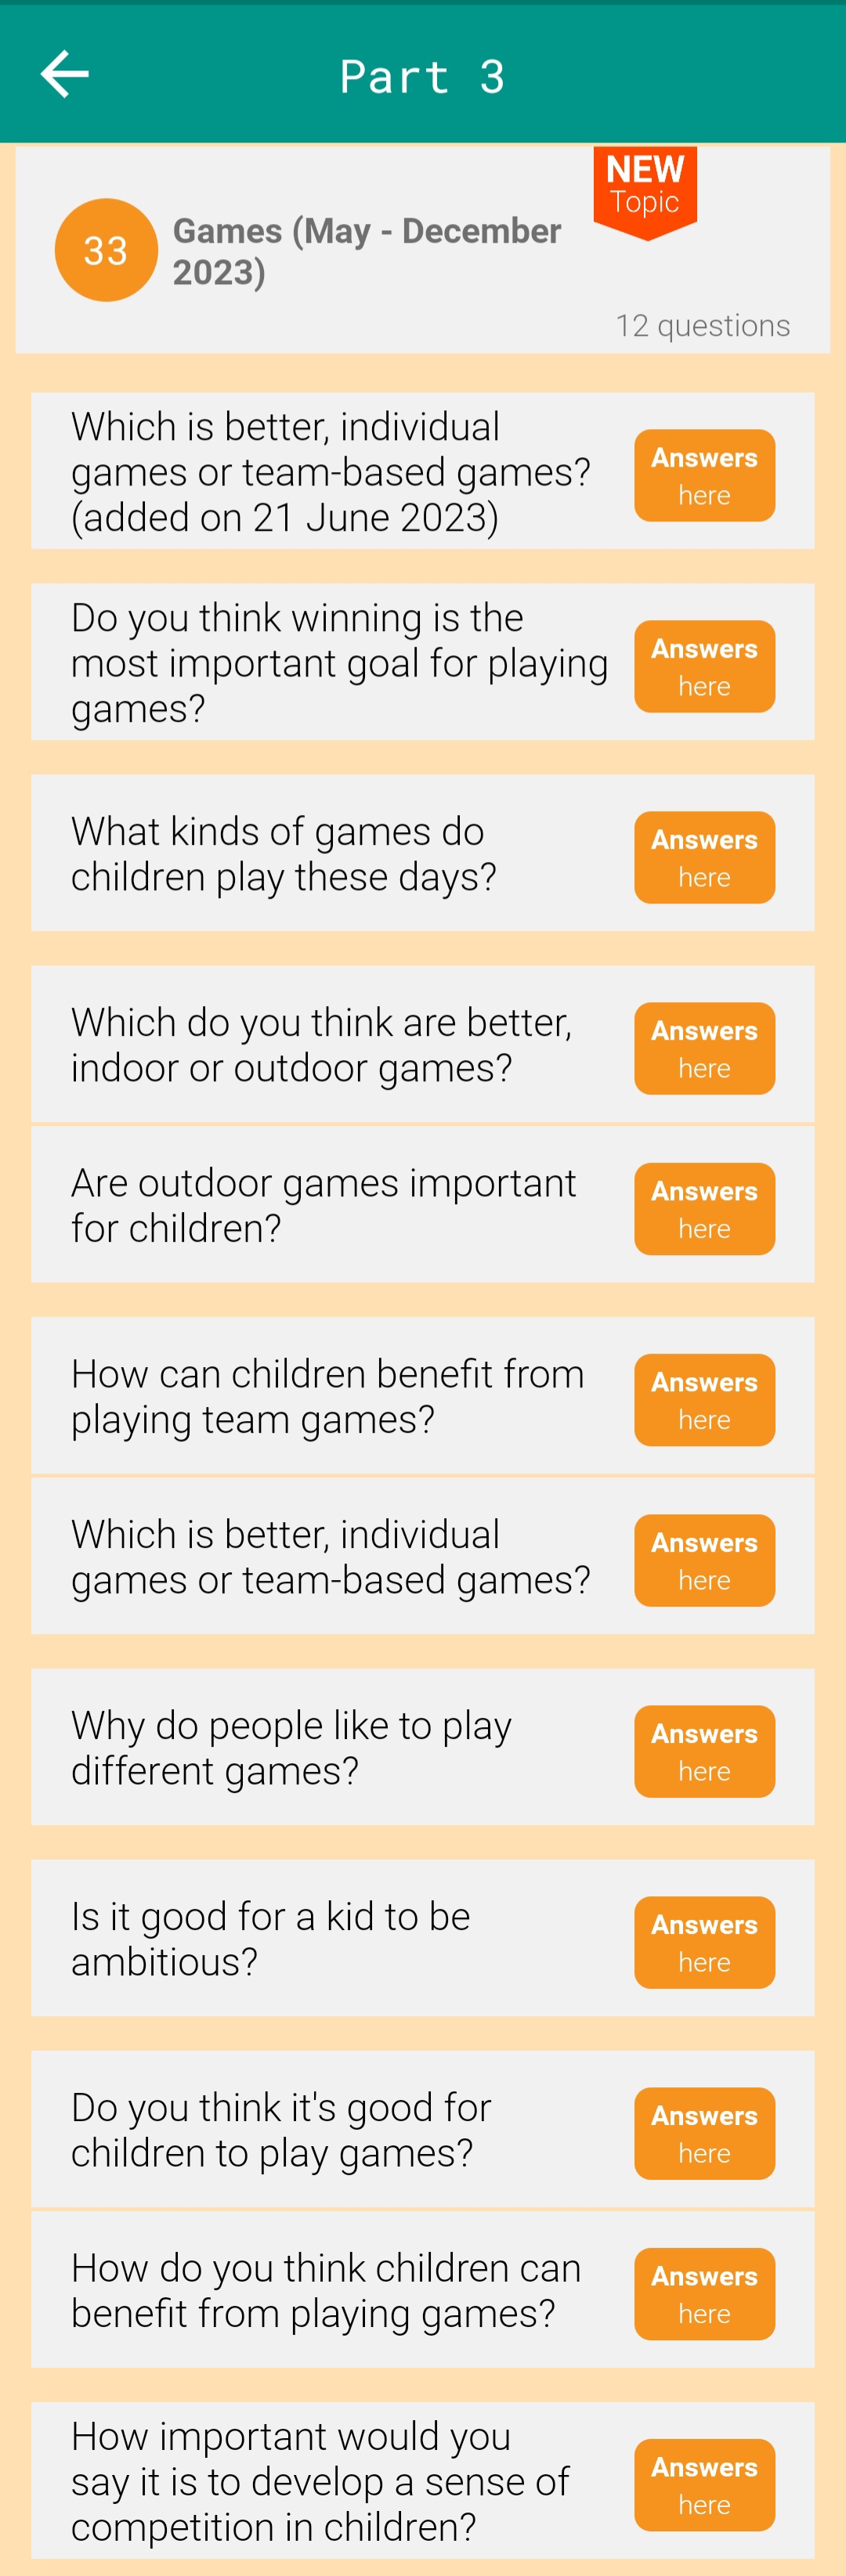 Part 3
NEW
Topic
33
Games (May - December
2023)
12 questions
Which is better, individual
games or team-based games?
(added on 21 June 2023)
Answers
here
Do you think winning is the
most important goal for playing
games?
Answers
here
What kinds of games do
children play these days?
Answers
here
Which do you think are better,
indoor or outdoor games?
Answers
here
Are outdoor games important
for children?
Answers
here
How can children benefit from
playing team games?
Answers
here
Which is better, individual
games or team-based games?
Answers
here
Why do people like to play
different games?
Answers
here
Is it good for a kid to be
ambitious?
Answers
here
Do you think it's good for
children to play games?
Answers
here
How do you think children can
benefit from playing games?
Answers
here
How important would you
say it is to develop a sense of
competition in children?
Answers
here